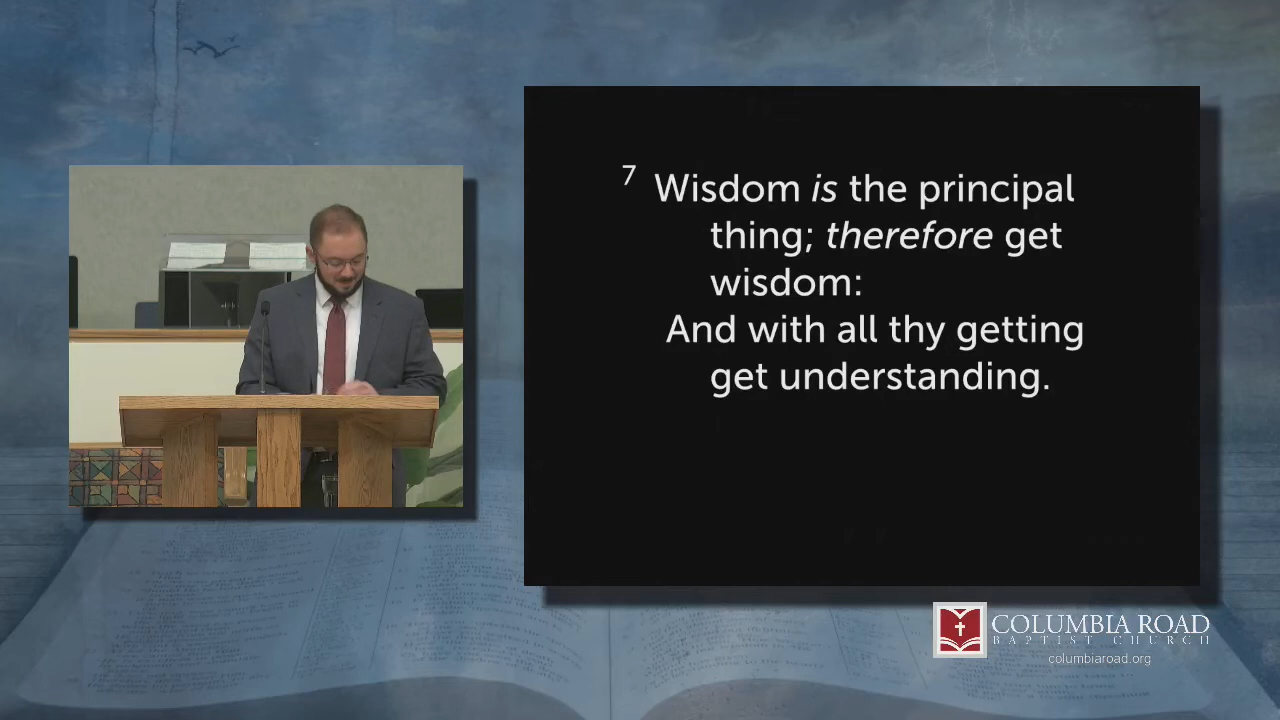 7 Wisdom is the principal
thing; therefore get
wisdom:
And with all thy getting
get understanding.
COLUMBIA ROAD
BAPTIST CHURCH
columbiaroad.org